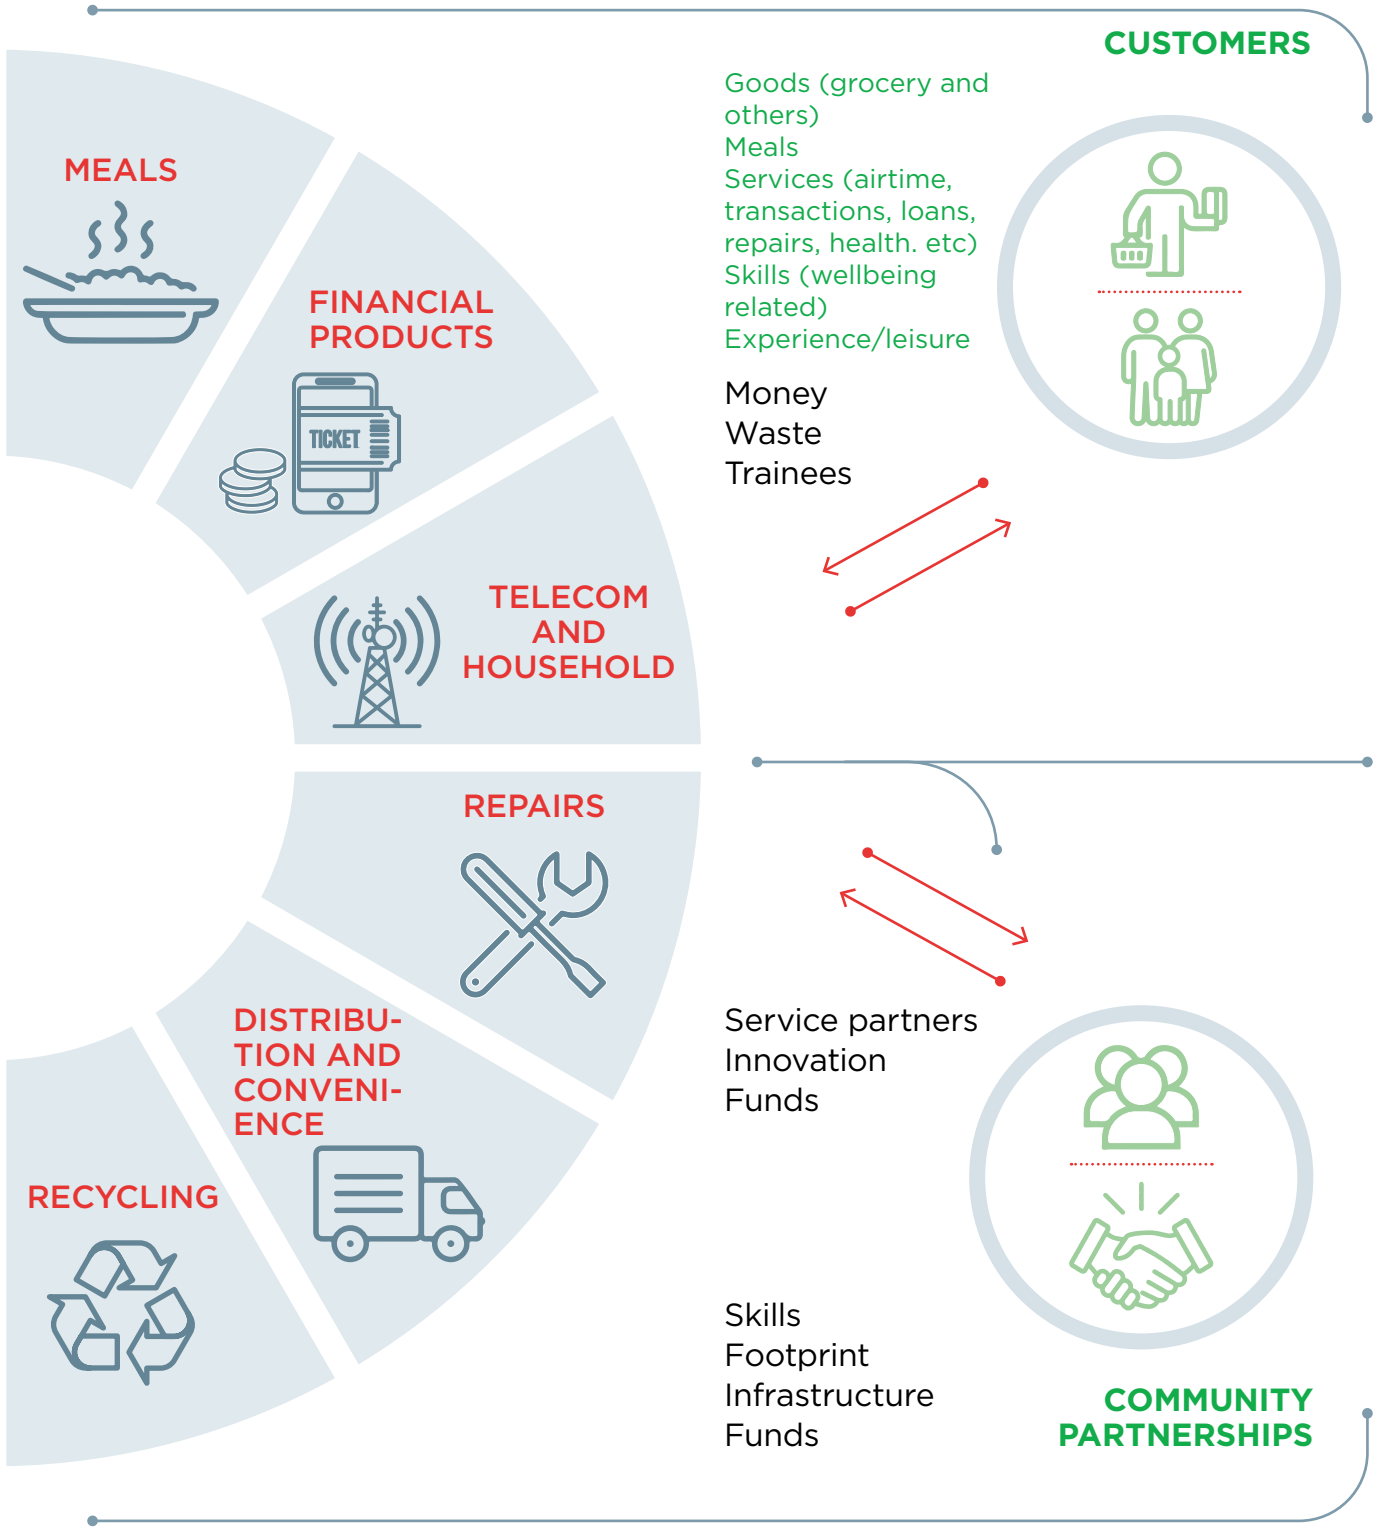 MEALS
FINANCIAL
PRODUCTS
TICKET
TELECOM
AND
HOUSEHOLD
REPAIRS
DISTRIBU-
TION AND
CONVENI-
ENCE
RECYCLING
CUSTOMERS
Goods (grocery and
others)
Meals
Services (airtime,
transactions, loans,
repairs, health. etc)
Skills (wellbeing
related)
Experience/leisure
Money
Waste
Trainees
Service partners
Innovation
Funds
Skills
Footprint
Infrastructure
Funds
COMMUNITY
PARTNERSHIPS